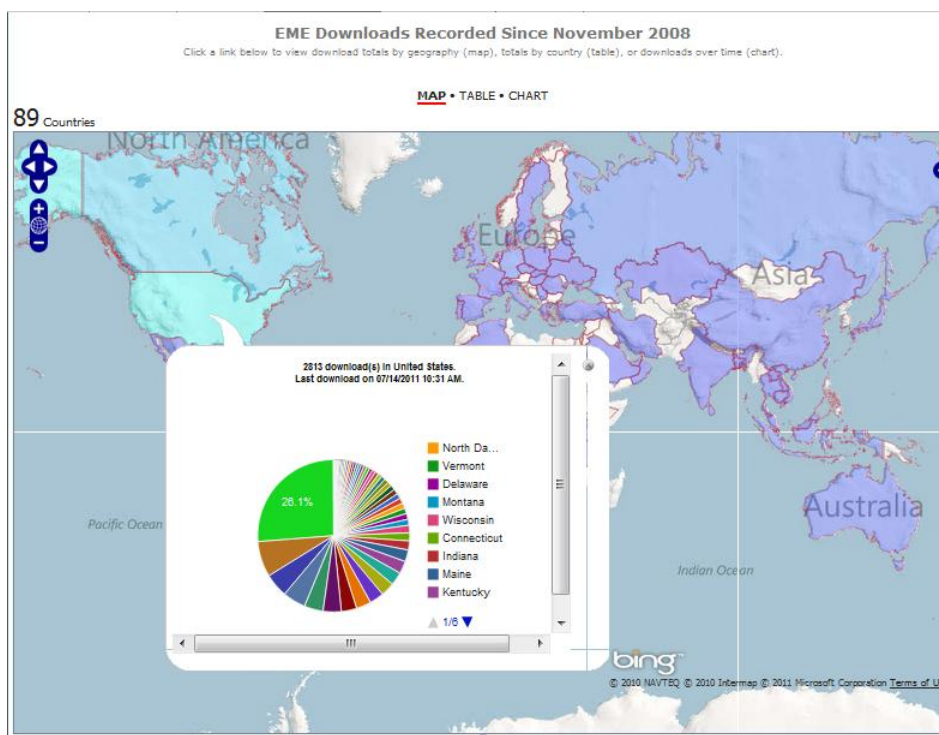 EME Downloads Recorded Since November 2008
Click a link below to view download totals by geography (map), totals by country (table), or downloads over time (chart).
MAP • TABLE • CHART
89 Countries
North America
Europe
Asia
2813 download(s) in United States.
Last download on 07/14/2011 10:31 AM.
26.1%
North Da...
Vermont
Delaware
Montana
Wisconsin
Connecticut
Indiana
Maine
Kentucky
1/6
Pacific Ocean
Australia
Indian Ocean
bing™
© 2010 NAVTEQ © 2010 Intermap © 2011 Microsoft Corporation Terms of U